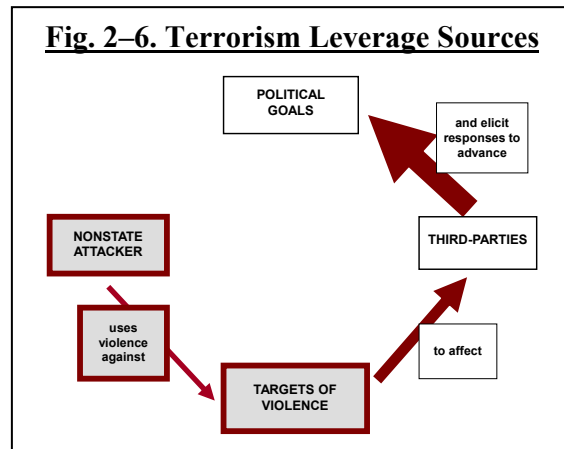 Fig. 2–6. Terrorism Leverage Sources
POLITICAL
GOALS
and elicit
responses to
advance
NONSTATE
ATTACKER
THIRD-PARTIES
uses
violence
against
to affect
TARGETS OF
VIOLENCE